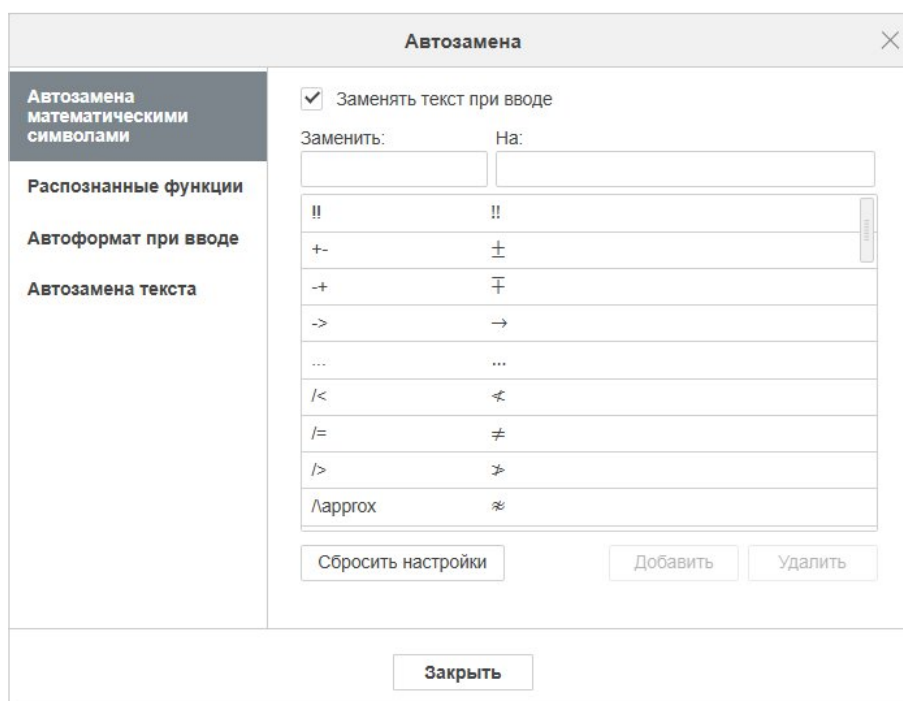 Автозамена
Автозамена
математическими
символами
Распознанные функции
Автоформат при вводе
Автозамена текста
Заменять текст при вводе
Заменить: На:
!! ‼
+- ±
-+ ∓
-> →
... …
/< ≮
/= ≠
/> ≯
/\approx ≉
Сбросить настройки Добавить Удалить
Закрыть